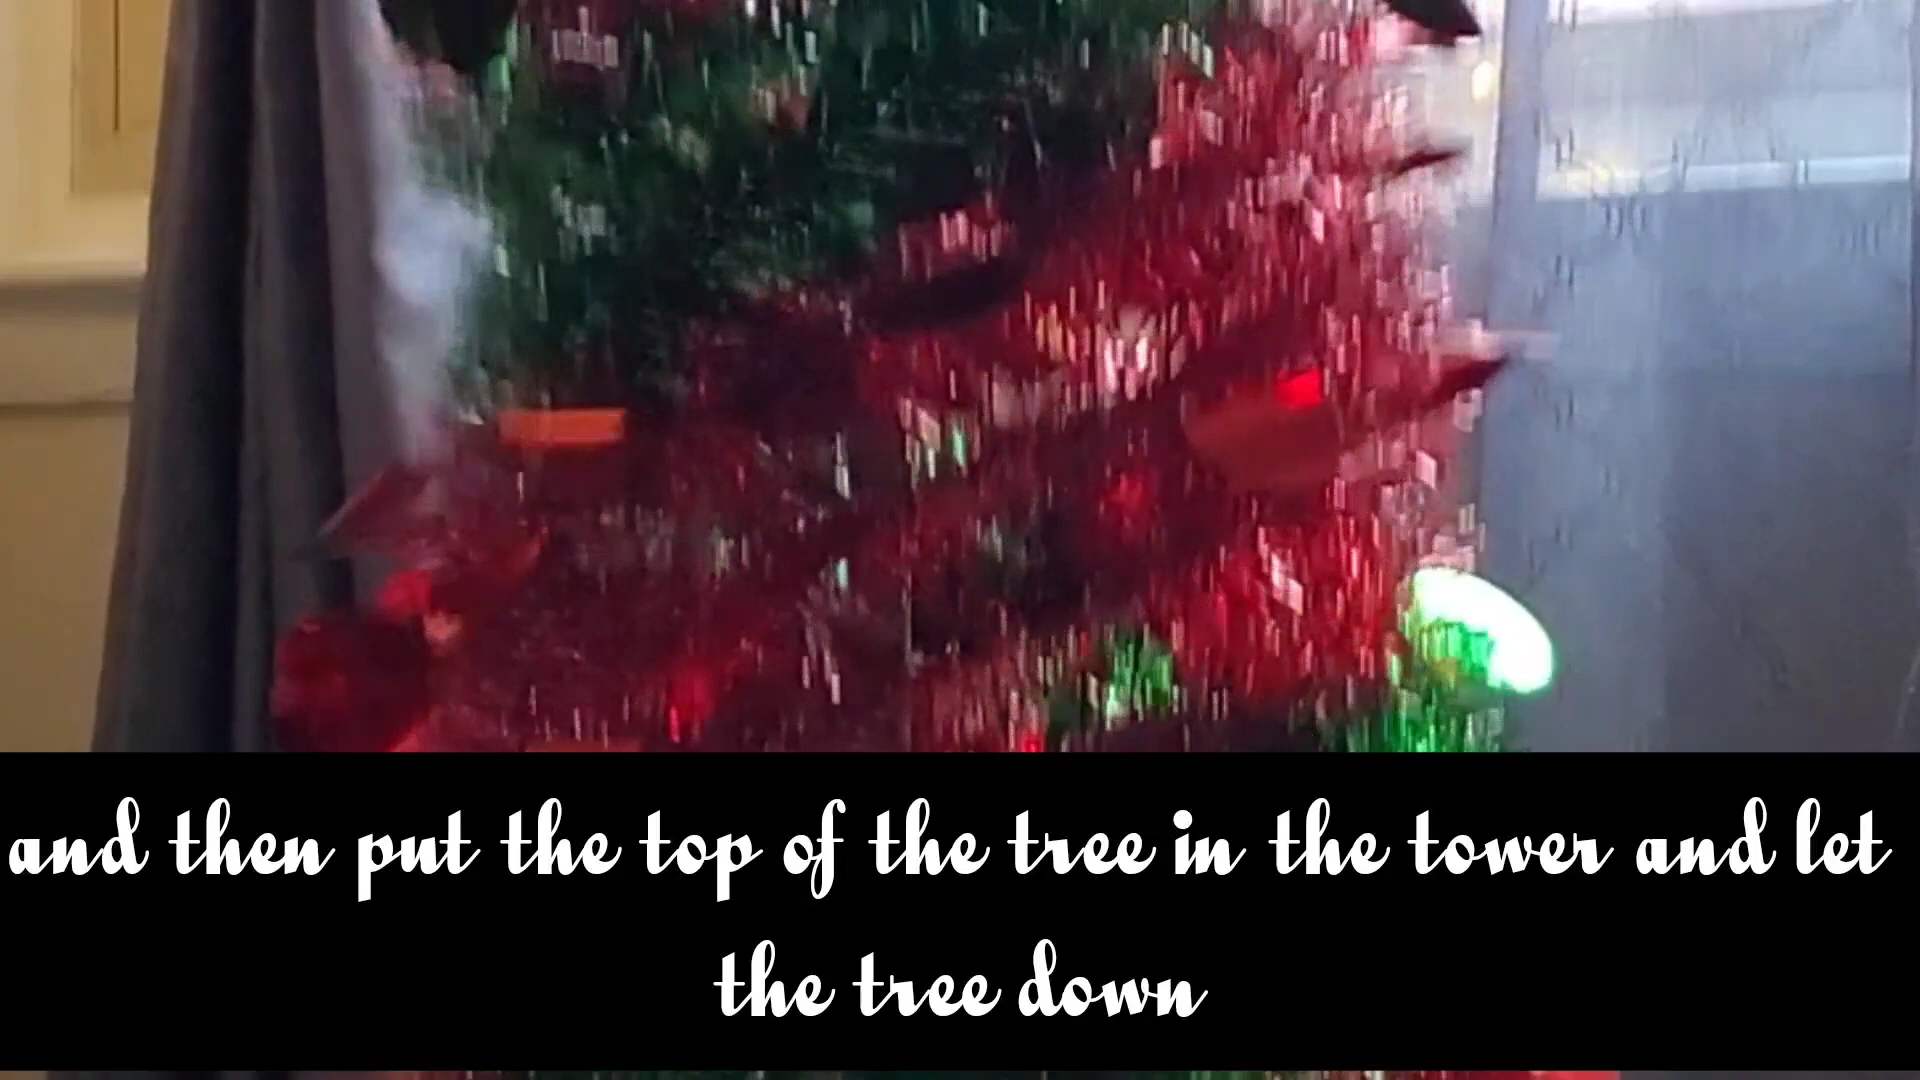 and then put the top of the tree in the tower and let
the tree down